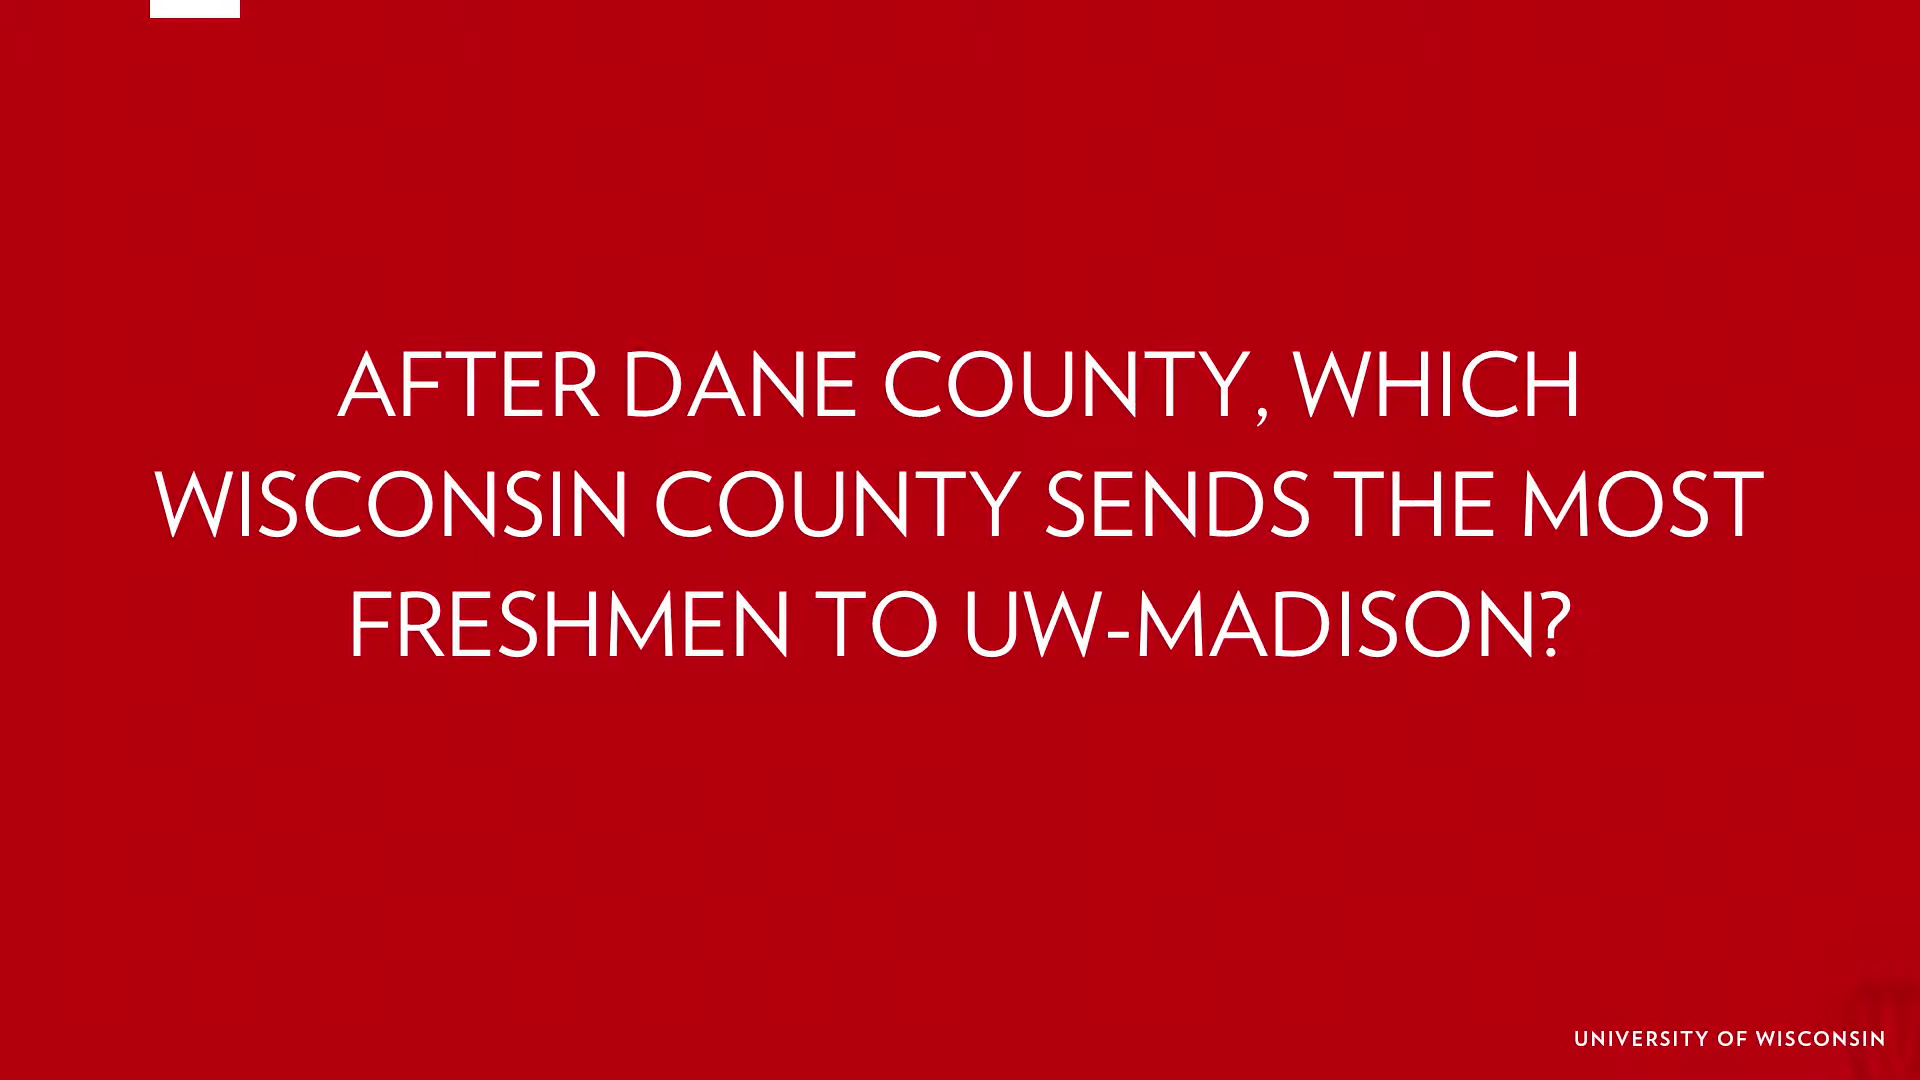 AFTER DANE COUNTY, WHICH
WISCONSIN COUNTY SENDS THE MOST
FRESHMEN TO UW-MADISON?
UNIVERSITY OF WISCONSIN